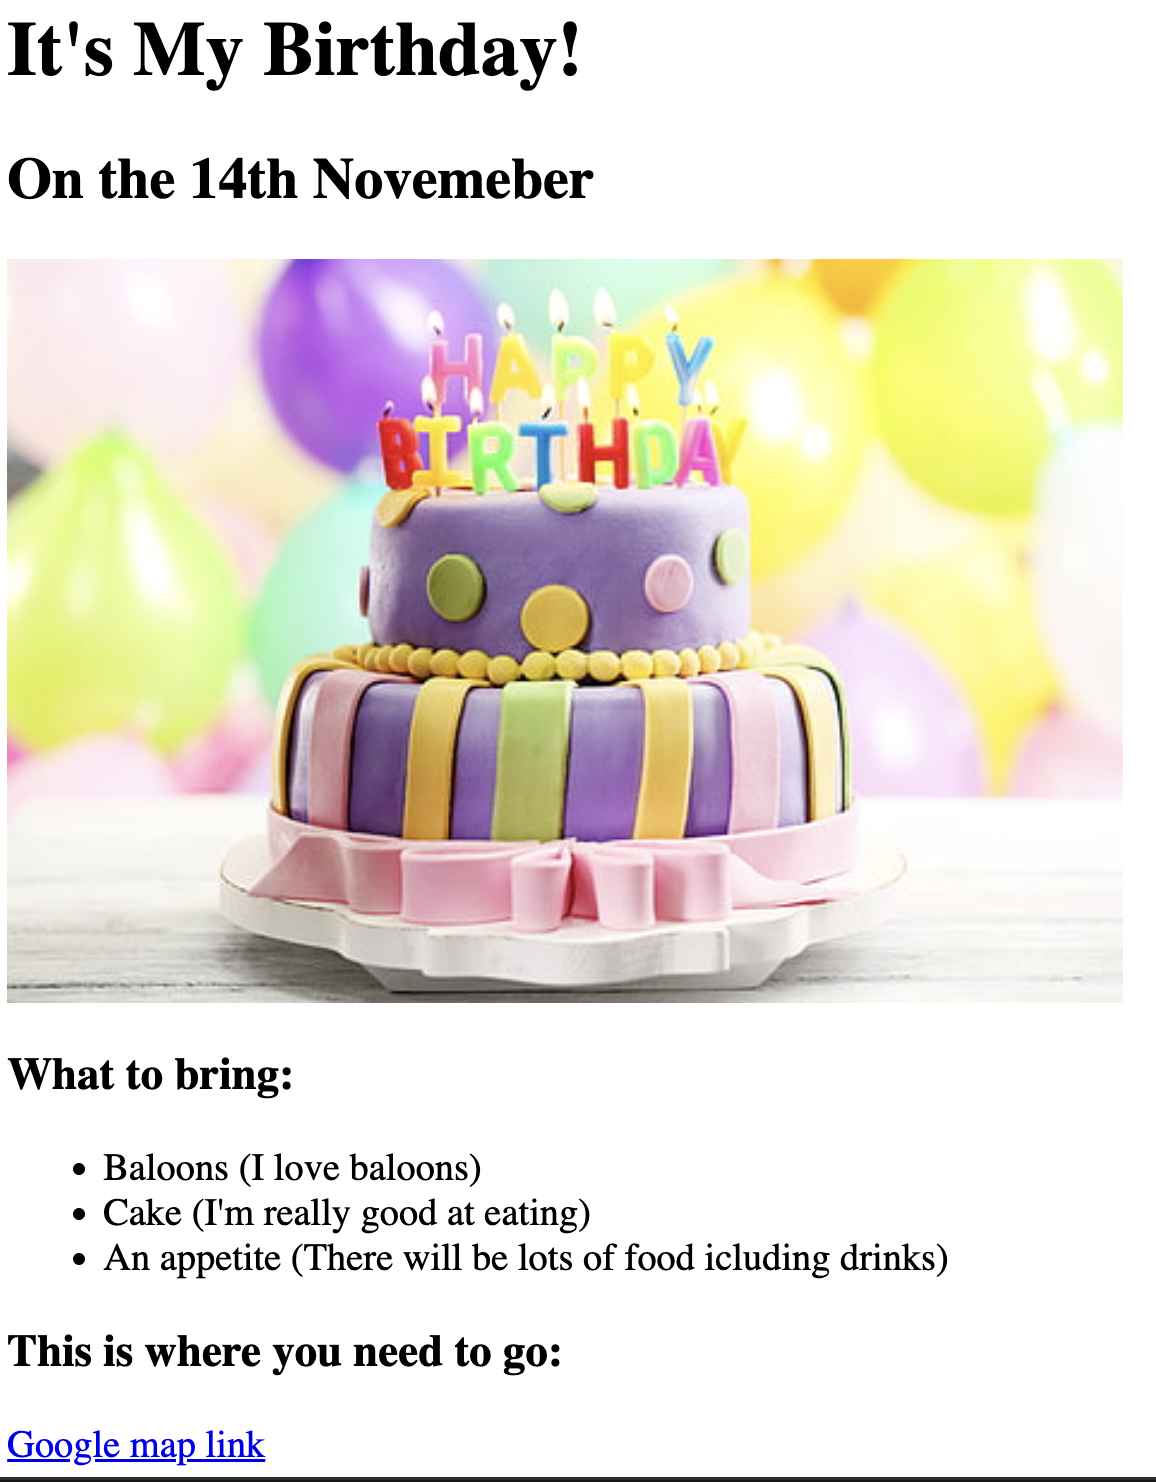 It's My Birthday!
On the 14th Novemeber
HAPPY
BIRTHDAY
What to bring:
Baloons (I love baloons)
Cake (I'm really good at eating)
An appetite (There will be lots of food icluding drinks)
This is where you need to go:
Google map link